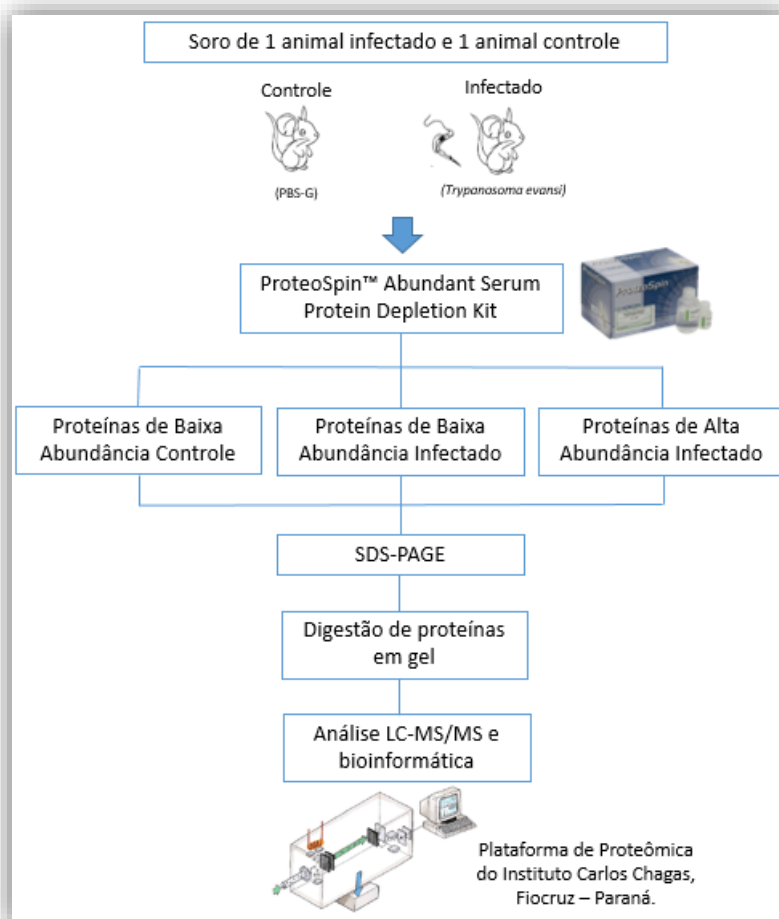 Soro de 1 animal infectado e 1 animal controle
Controle
Infectado
(PBS-G)
(Trypanosoma evansi)
ProteoSpin™ Abundant Serum
Protein Depletion Kit
ProteoSpin
Proteínas de Baixa
Abundância Controle
Proteínas de Baixa
Abundância Infectado
Proteínas de Alta
Abundância Infectado
SDS-PAGE
Digestão de proteínas
em gel
Análise LC-MS/MS e
bioinformática
Plataforma de Proteômica
do Instituto Carlos Chagas,
Fiocruz – Paraná.